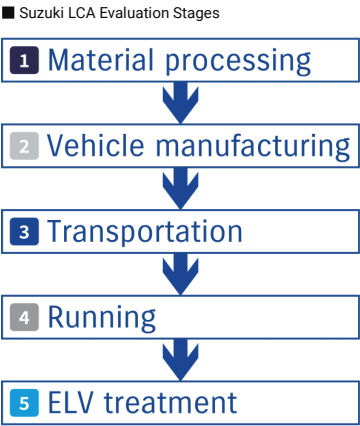 ■ Suzuki LCA Evaluation Stages
1 Material processing
2 Vehicle manufacturing
3 Transportation
4 Running
5 ELV treatment